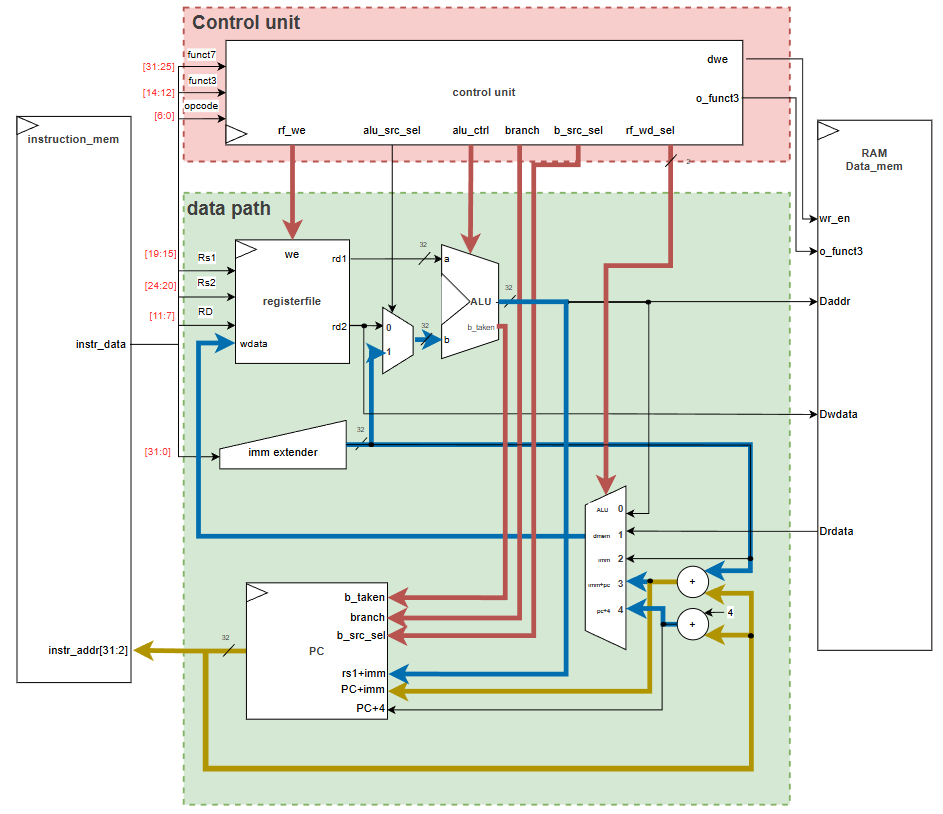 Control unit
funct7
[31:25]
funct3
[14:12]
opcode
[6:0]
control unit
dwe
o_funct3
rf_we
alu_src_sel
alu_ctrl
branch
b_src_sel
rf_wd_sel
2
instruction_mem
RAM
Data_mem
data path
wr_en
o_funct3
[19:15]
Rs1
we
rd1
32
a
[24:20]
Rs2
registerfile
ALU
32
Daddr
[11:7]
RD
rd2
0
32
b_taken
instr_data
wdata
1
b
Dwdata
32
[31:0]
imm extender
ALU 0
dmem 1
Drdata
imm 2
imm+pc 3
+
pc+4 4
4
+
b_taken
branch
b_src_sel
32
instr_addr[31:2]
PC
rs1+imm
PC+imm
PC+4